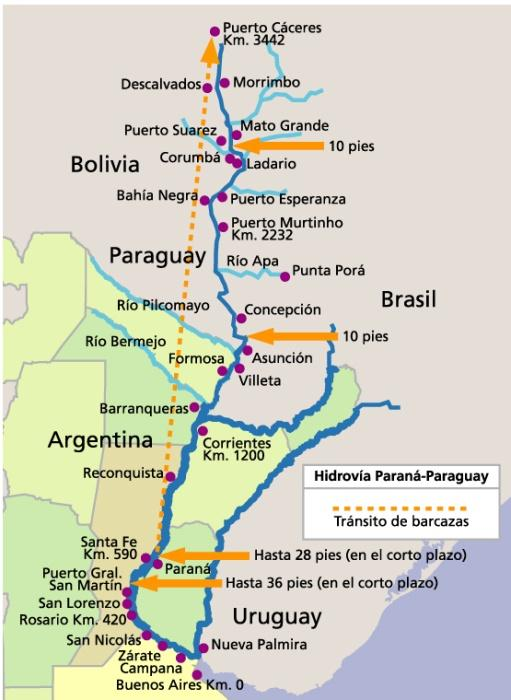 Puerto Cáceres
Km. 3442
Descalvados
Morrimbo
Puerto Suarez
Mato Grande
10 pies
Corumbá
Ladario
Bolivia
Bahía Negra
Puerto Esperanza
Puerto Murtinho
Km. 2232
Paraguay
Río Apa
Punta Porá
Brasil
Río Pilcomayo
Concepción
Río Bermejo
10 pies
Formosa
Asunción
Villeta
Barranqueras
Argentina
Corrientes
Km. 1200
Reconquista
Hidrovía Paraná-Paraguay
Tránsito de barcazas
Santa Fe
Km. 590
Hasta 28 pies (en el corto plazo)
Paraná
Puerto Gral.
San Martín
Hasta 36 pies (en el corto plazo)
San Lorenzo
Rosario Km. 420
Uruguay
San Nicolás
Nueva Palmira
Zárate
Campana
Buenos Aires Km. 0